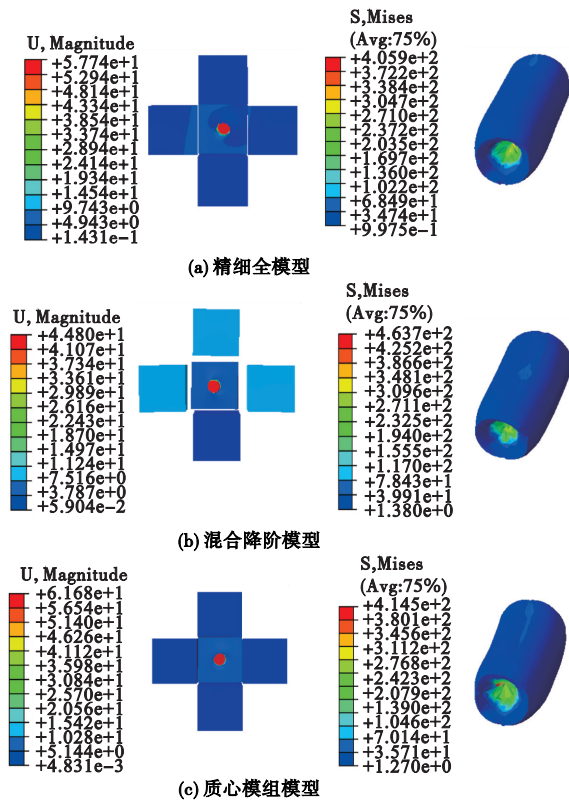 U, Magnitude
+5.774e+1
+5.294e+1
+4.814e+1
+4.334e+1
+3.854e+1
+3.374e+1
+2.894e+1
+2.414e+1
+1.934e+1
+1.454e+1
+9.743e+0
+4.943e+0
+1.431e-1
S,Mises
(Avg:75%)
+4.059e+2
+3.722e+2
+3.384e+2
+3.047e+2
+2.710e+2
+2.372e+2
+2.035e+2
+1.697e+2
+1.360e+2
+1.022e+2
+6.849e+1
+3.474e+1
+9.975e-1
(a) 精细全模型
U, Magnitude
+4.480e+1
+4.107e+1
+3.734e+1
+3.361e+1
+2.989e+1
+2.616e+1
+2.243e+1
+1.870e+1
+1.497e+1
+1.124e+1
+7.516e+0
+3.787e+0
+5.904e-2
S,Mises
(Avg:75%)
+4.637e+2
+4.252e+2
+3.866e+2
+3.481e+2
+3.096e+2
+2.711e+2
+2.325e+2
+1.940e+2
+1.555e+2
+1.170e+2
+7.843e+1
+3.991e+1
+1.380e+0
(b) 混合降阶模型
U, Magnitude
+6.168e+1
+5.654e+1
+5.140e+1
+4.626e+1
+4.112e+1
+3.598e+1
+3.084e+1
+2.570e+1
+2.056e+1
+1.542e+1
+1.028e+1
+5.144e+0
+4.831e-3
S,Mises
(Avg:75%)
+4.145e+2
+3.801e+2
+3.456e+2
+3.112e+2
+2.768e+2
+2.423e+2
+2.079e+2
+1.390e+2
+1.046e+2
+7.014e+1
+3.571e+1
+1.270e+0
(c) 质心模组模型